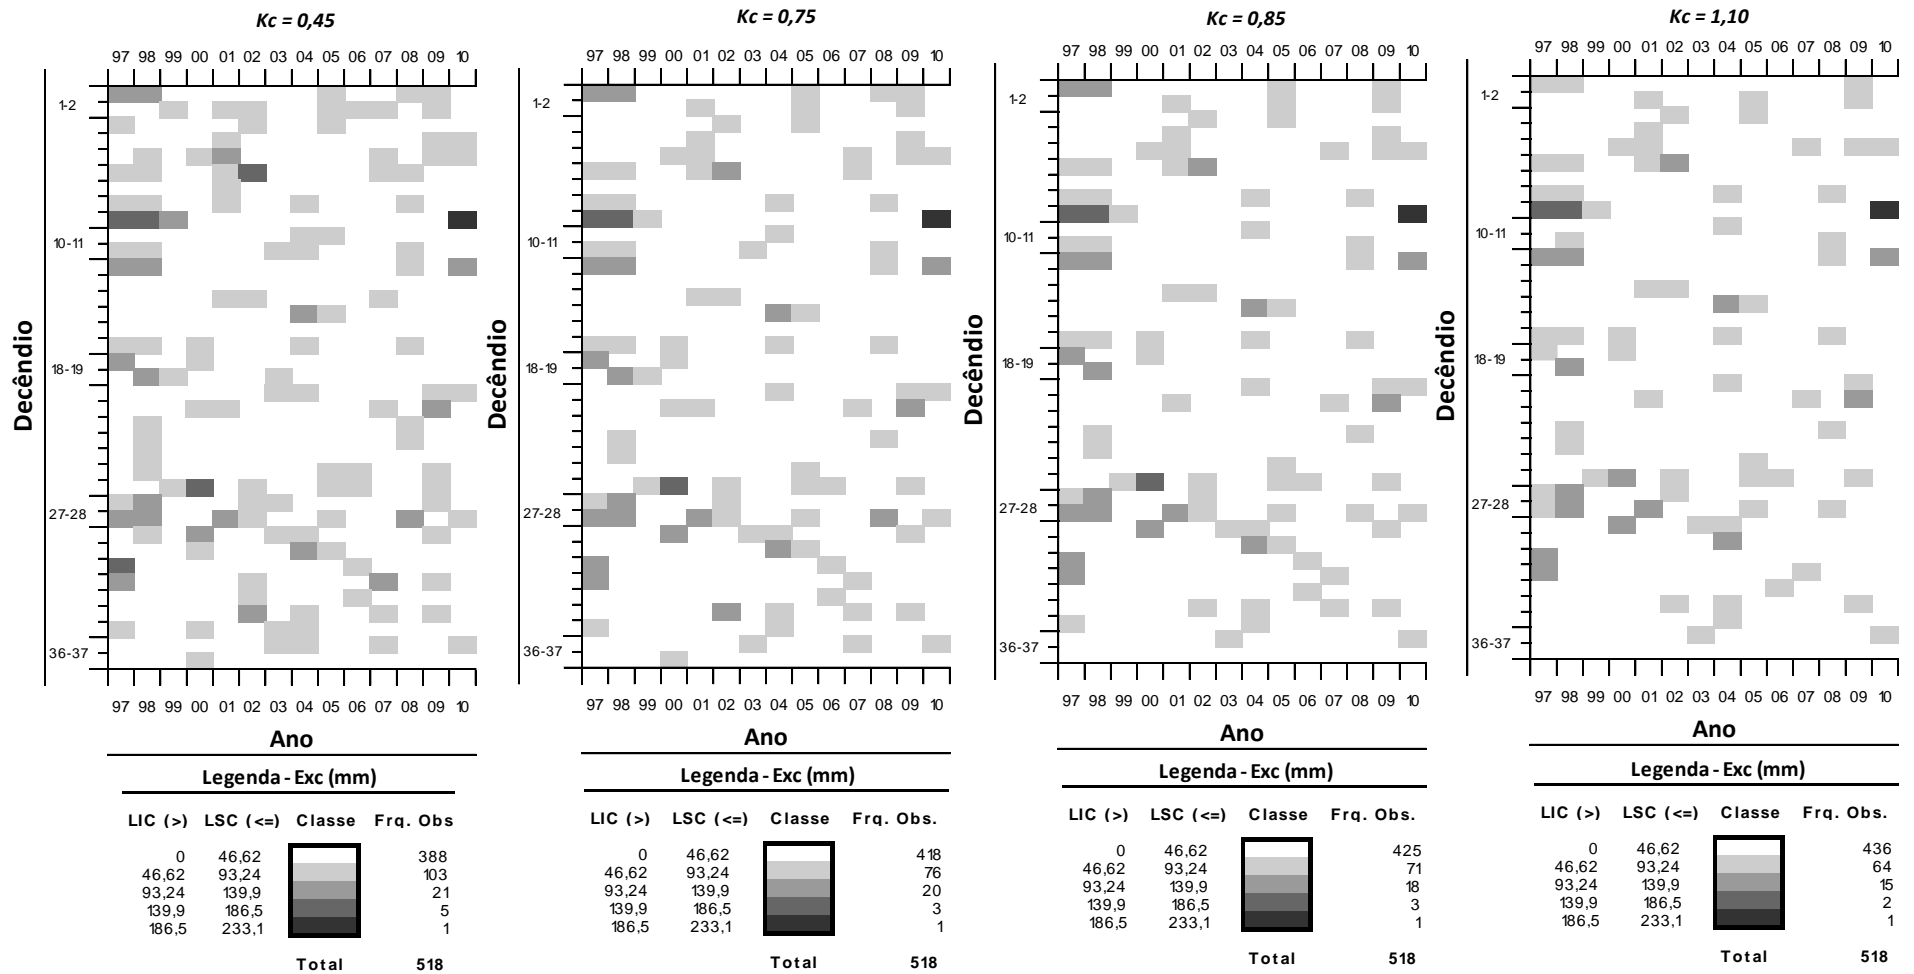 Kc = 0,45
97 98 99 00 01 02 03 04 05 06 07 08 09 10
1-2
10-11
18-19
27-28
36-37
Decêndio
97 98 99 00 01 02 03 04 05 06 07 08 09 10
Ano
Legenda - Exc (mm)
LIC (>) LSC (<=) Classe Frq. Obs
0 46,62 388
46,62 93,24 103
93,24 139,9 21
139,9 186,5 5
186,5 233,1 1
Total 518
Kc = 0,75
97 98 99 00 01 02 03 04 05 06 07 08 09 10
1-2
10-11
18-19
27-28
36-37
Decêndio
97 98 99 00 01 02 03 04 05 06 07 08 09 10
Ano
Legenda - Exc (mm)
LIC (>) LSC (<=) Classe Frq. Obs.
0 46,62 418
46,62 93,24 76
93,24 139,9 20
139,9 186,5 3
186,5 233,1 1
Total 518
Kc = 0,85
97 98 99 00 01 02 03 04 05 06 07 08 09 10
1-2
10-11
18-19
27-28
36-37
Decêndio
97 98 99 00 01 02 03 04 05 06 07 08 09 10
Ano
Legenda - Exc (mm)
LIC (>) LSC (<=) Classe Frq. Obs.
0 46,62 425
46,62 93,24 71
93,24 139,9 18
139,9 186,5 3
186,5 233,1 1
Total 518
Kc = 1,10
97 98 99 00 01 02 03 04 05 06 07 08 09 10
1-2
10-11
18-19
27-28
36-37
Decêndio
97 98 99 00 01 02 03 04 05 06 07 08 09 10
Ano
Legenda - Exc (mm)
LIC (>) LSC (<=) Classe Frq. Obs.
0 46,62 436
46,62 93,24 64
93,24 139,9 15
139,9 186,5 2
186,5 233,1 1
Total 518